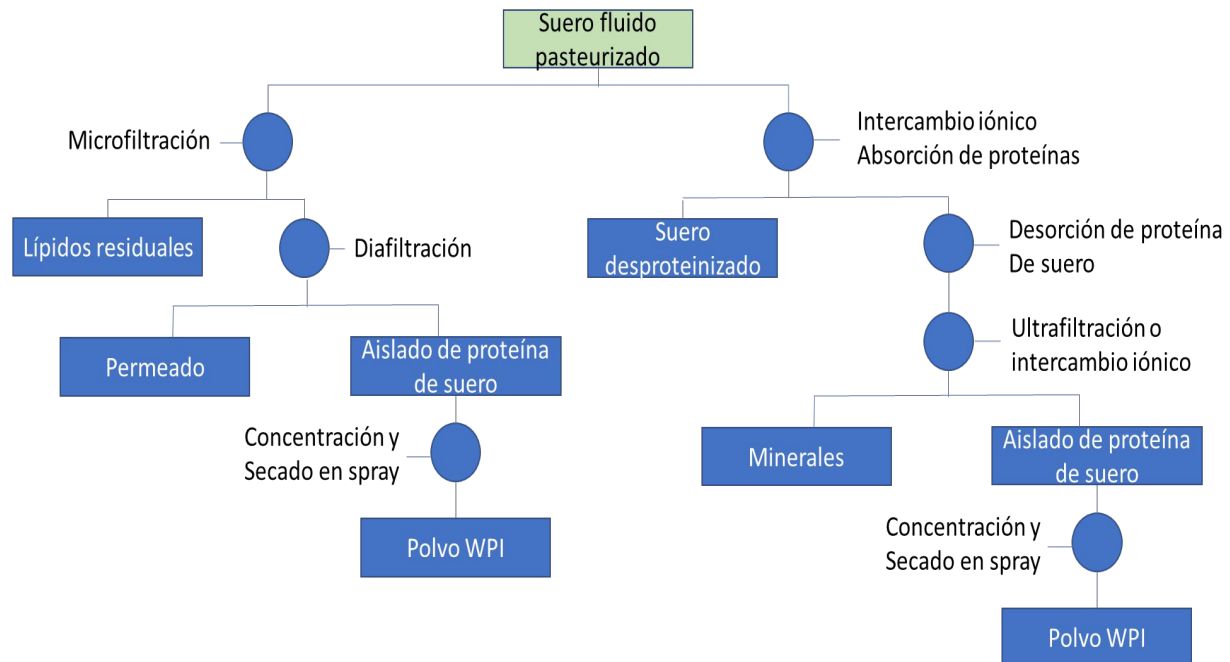 Suero fluido
pasteurizado
Microfiltración
Intercambio iónico
Absorción de proteínas
Lípidos residuales
Diafiltración
Suero
desproteinizado
Desorción de proteína
De suero
Permeado
Aislado de proteína
de suero
Ultrafiltración o
intercambio iónico
Concentración y
Secado en spray
Minerales
Aislado de proteína
de suero
Polvo WPI
Concentración y
Secado en spray
Polvo WPI